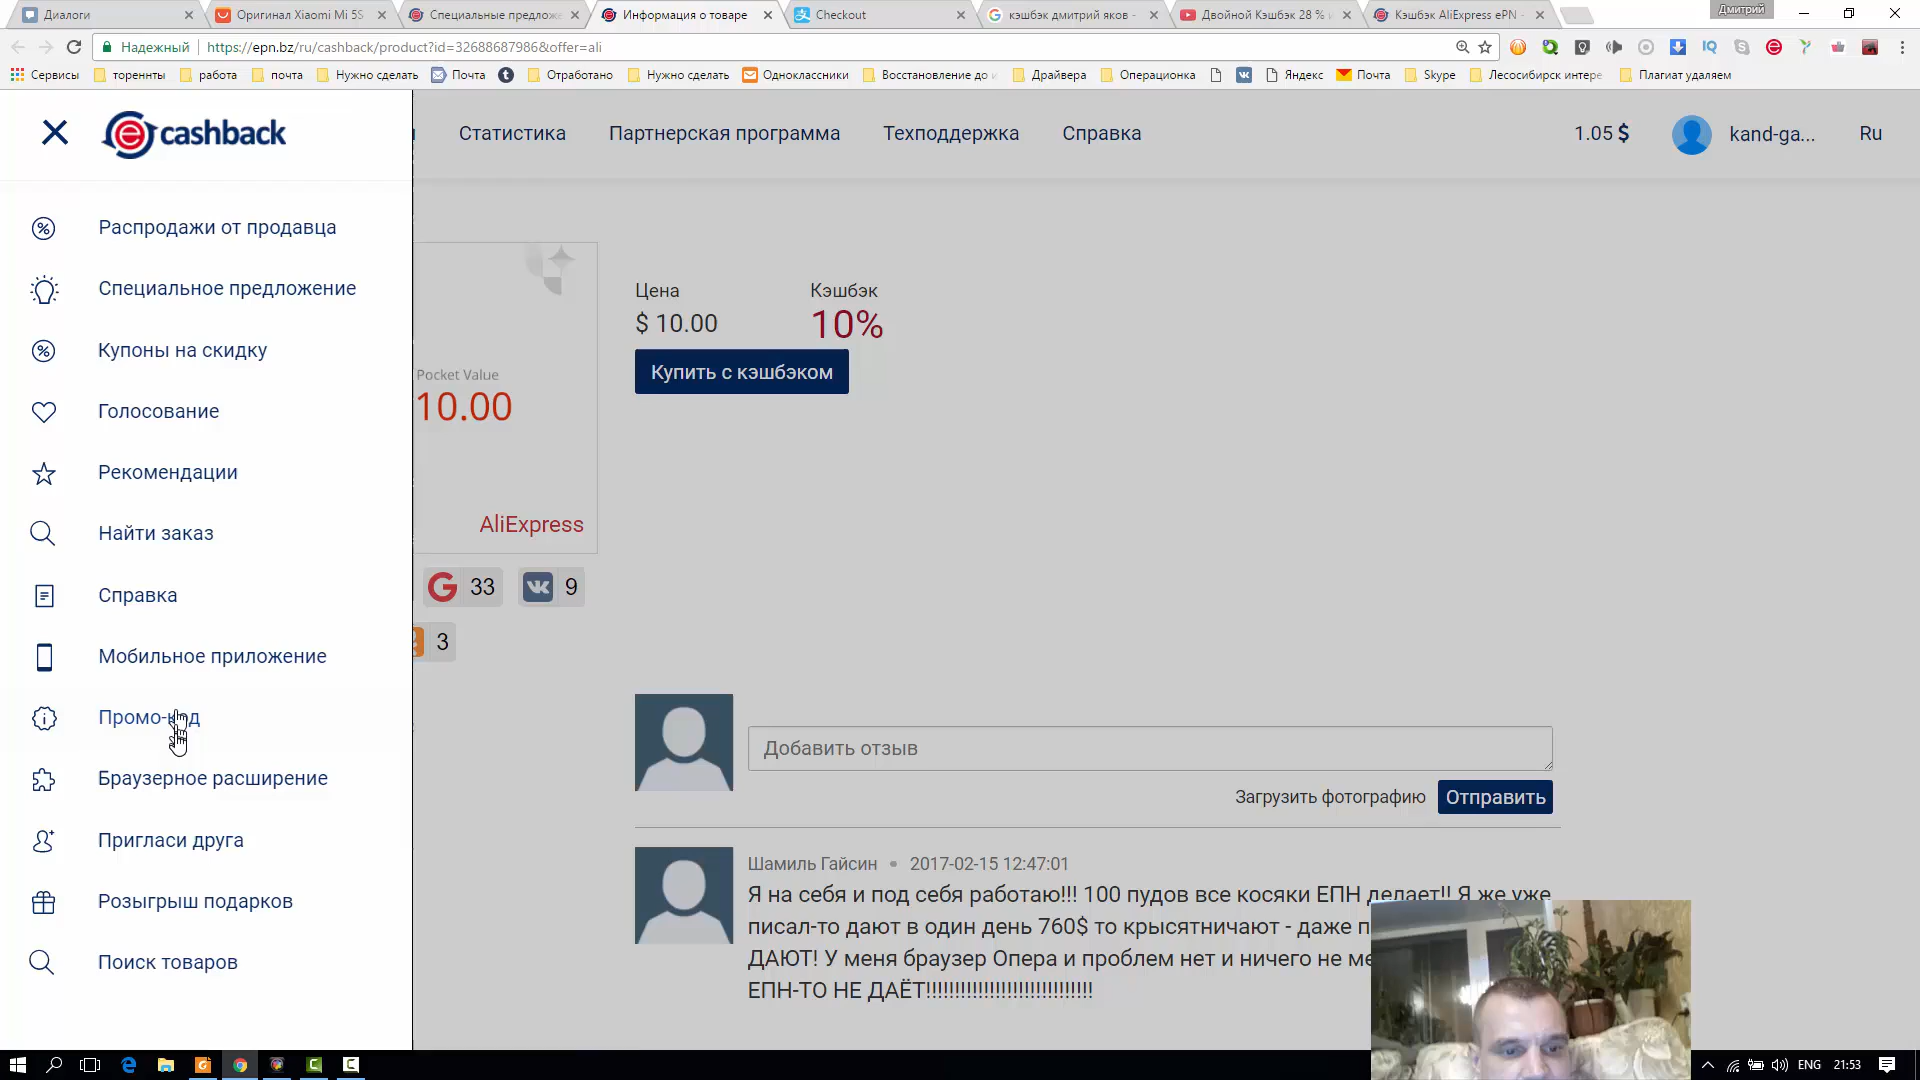 Диалоги
Оригинал Xiaomi Mi 5S
Специальные предлож
Информация о товаре
Checkout
кэшбэк дмитрий яков -
Двойной Кэшбэк 28 %
Кэшбэк AliExpress ePN -
Дмитрий
Надежный
https://epn.bz/ru/cashback/product?id=32688687986&offer=ali
Сервисы
тореннты
работа
почта
Нужно сделать
Почта
Отработано
Нужно сделать
Одноклассники
Восстановление до
Драйвера
Операционка
Яндекс
Почта
Skype
Лесосибирск интере
Плагиат удаляем
e cashback
Статистика
Партнерская программа
Техподдержка
Справка
1.05 $
kand-ga...
Ru
Распродажи от продавца
Специальное предложение
Купоны на скидку
Голосование
Рекомендации
Найти заказ
Справка
Мобильное приложение
Промо-код
Браузерное расширение
Пригласи друга
Розыгрыш подарков
Поиск товаров
Pocket Value
10.00
AliExpress
33
9
3
Цена
Кэшбэк
$ 10.00
10%
Купить с кэшбэком
Добавить отзыв
Загрузить фотографию
Отправить
Шамиль Гайсин • 2017-02-15 12:47:01
Я на себя и под себя работаю!!! 100 пудов все косяки ЕПН делает!! Я же уже
писал-то дают в один день 760$ то крысятничают - даже п
ДАЮТ! У меня браузер Опера и проблем нет и ничего не ме
ЕПН-ТО НЕ ДАЁТ!!!!!!!!!!!!!!!!!!!!!!!!!!!!
ENG
21:53